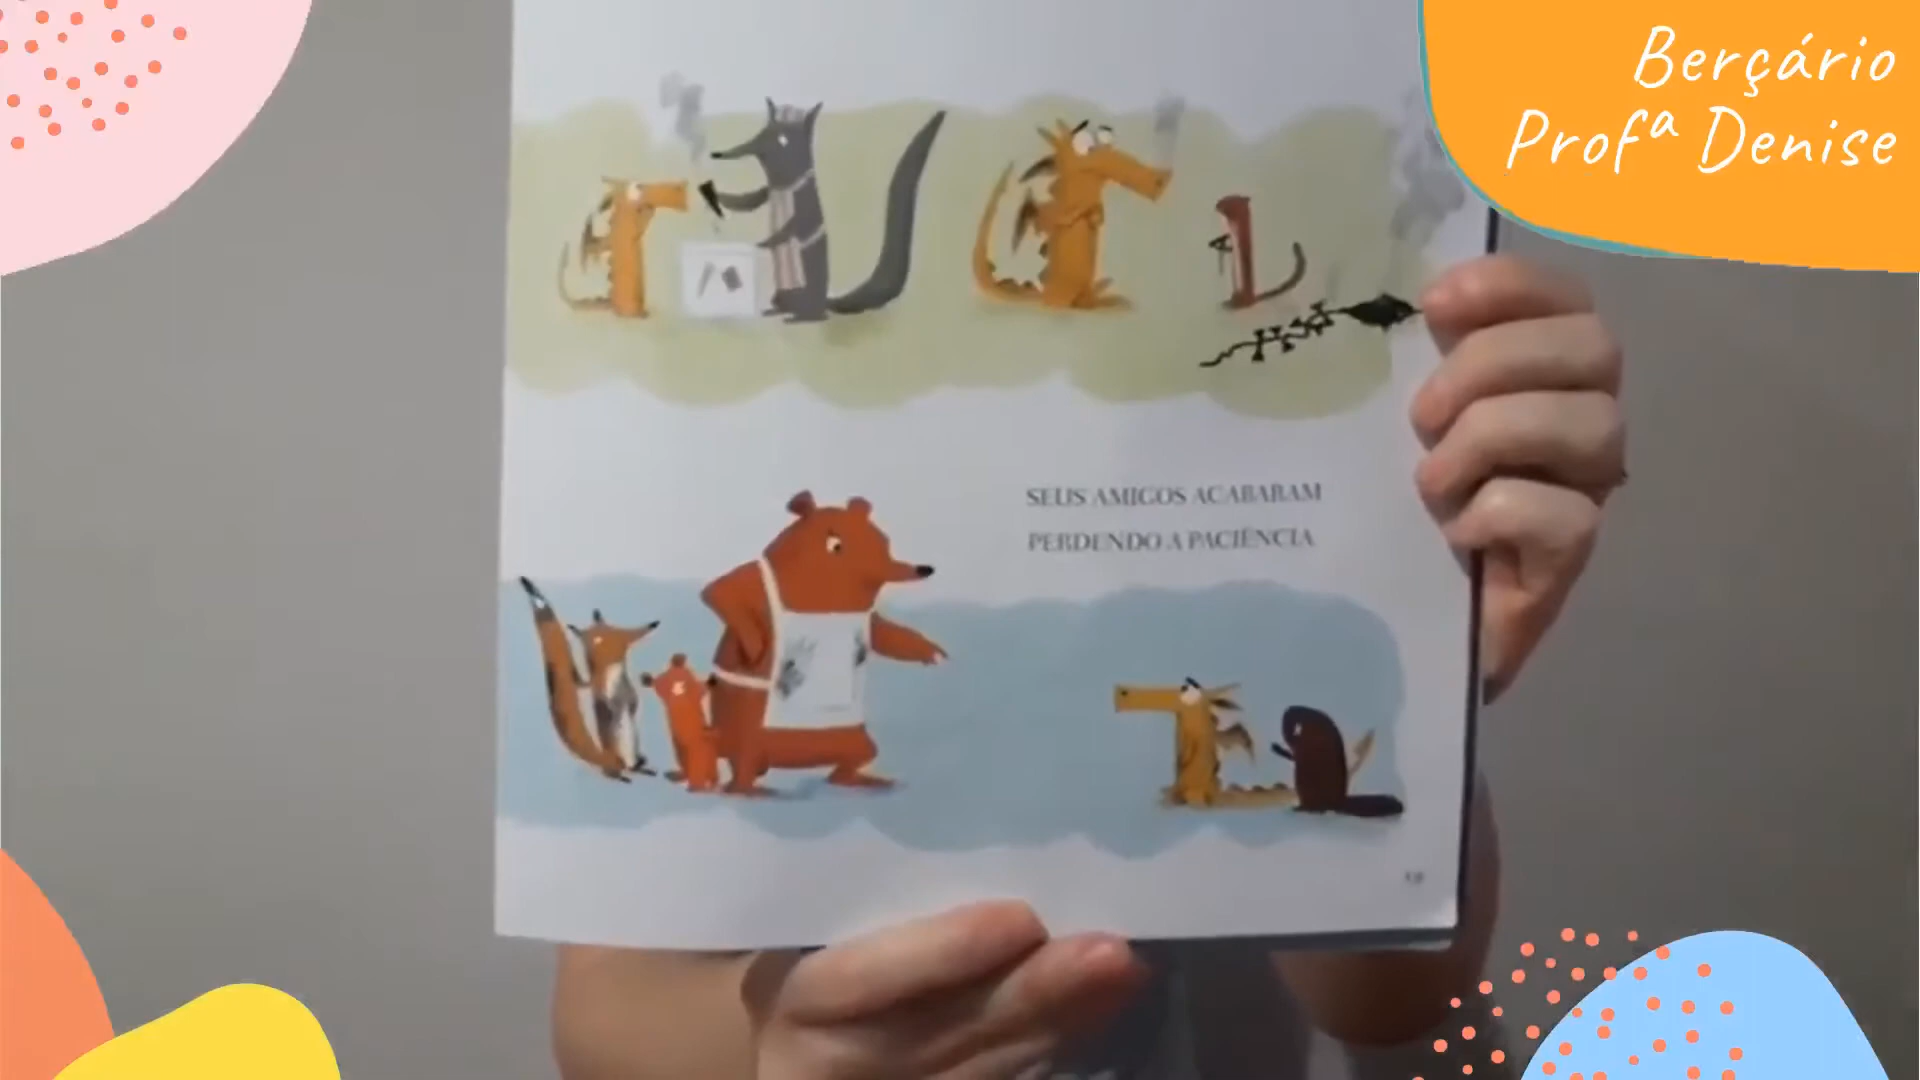 Berçário
Profª Denise
SEUS AMIGOS ACABARAM
PERDENDO A PACIÊNCIA